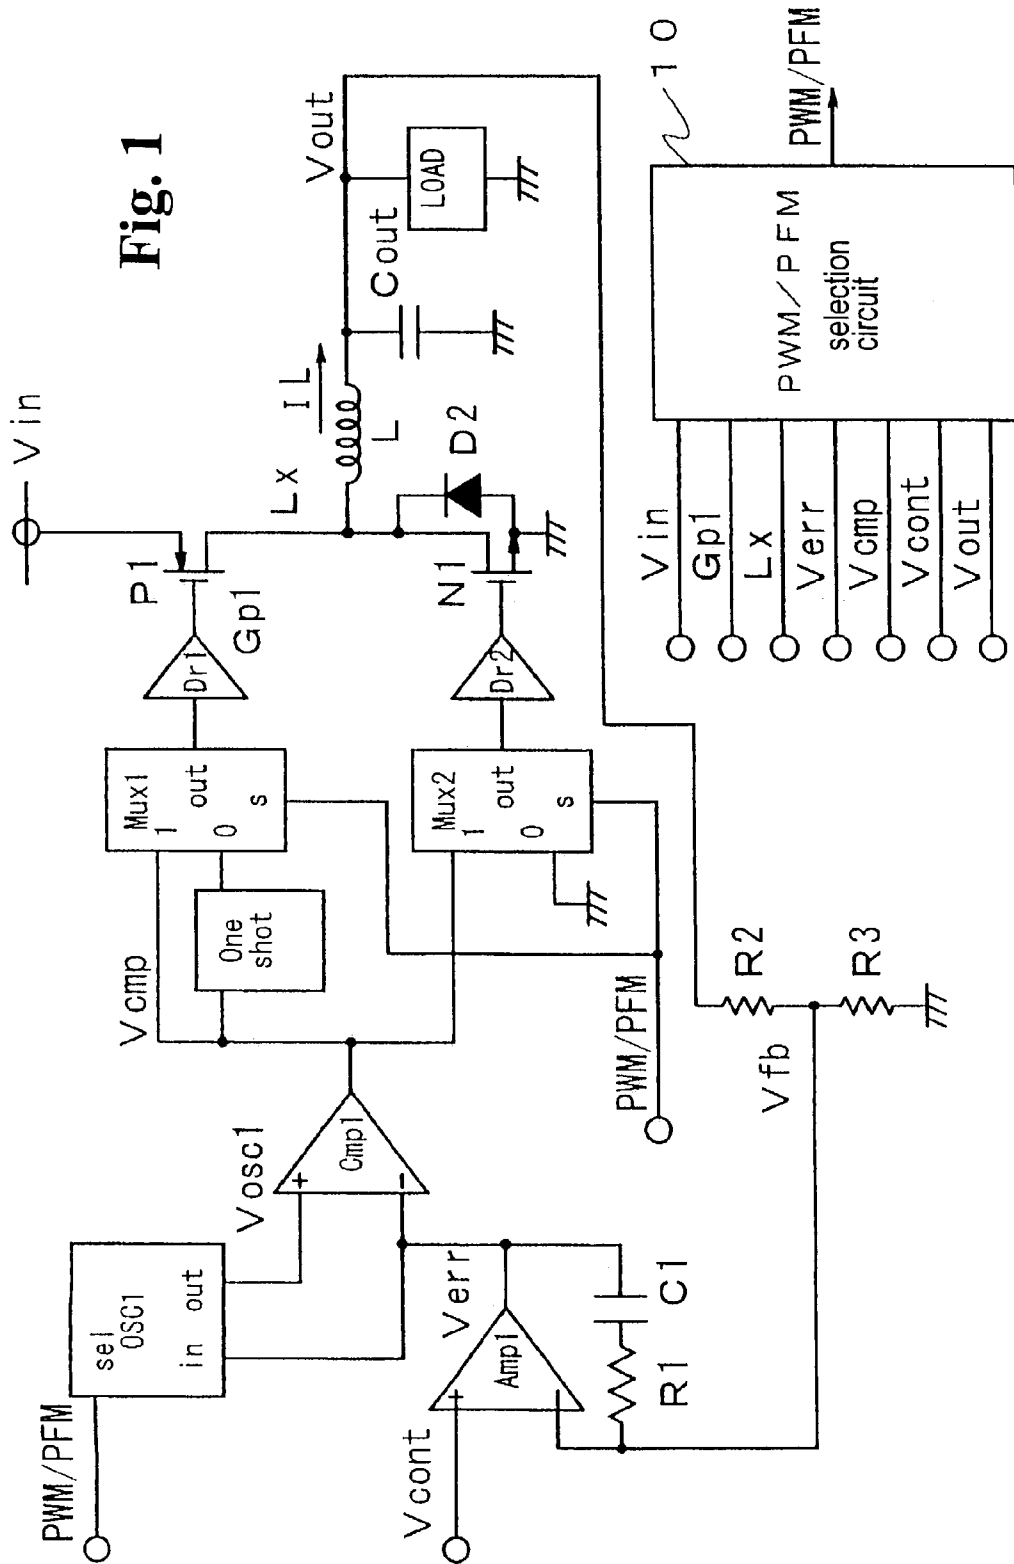 Fig. 1
PWM/PFM
sel
OSC1
in out
Vosc1
Vcmp
Cmp1
+
-
One
shot
Mux1
1
out
0
s
Dr1
Gp1
P1
Vin
Lx
IL
L
Vout
Cout
LOAD
D2
N1
Dr2
Mux2
1
out
0
s
PWM/PFM
Vcont
+
-
Amp1
Verr
R1
C1
Vfb
R2
R3
Vin
Gp1
Lx
Verr
Vcmp
Vcont
Vout
PWM/PFM
selection
circuit
10
PWM/PFM